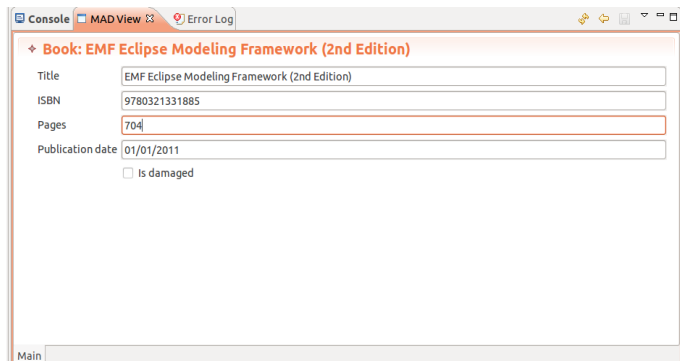 Console MAD View Error Log
Book: EMF Eclipse Modeling Framework (2nd Edition)
Title EMF Eclipse Modeling Framework (2nd Edition)
ISBN 9780321331885
Pages 704
Publication date 01/01/2011
Is damaged
Main